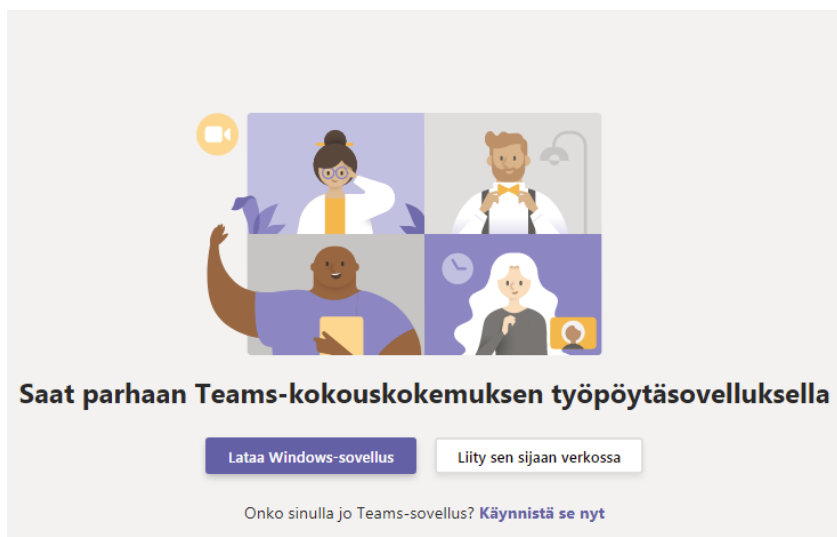 Saat parhaan Teams-kokouskokemuksen työpöytäsovelluksella
Lataa Windows-sovellus
Liity sen sijaan verkossa
Onko sinulla jo Teams-sovellus? Käynnistä se nyt